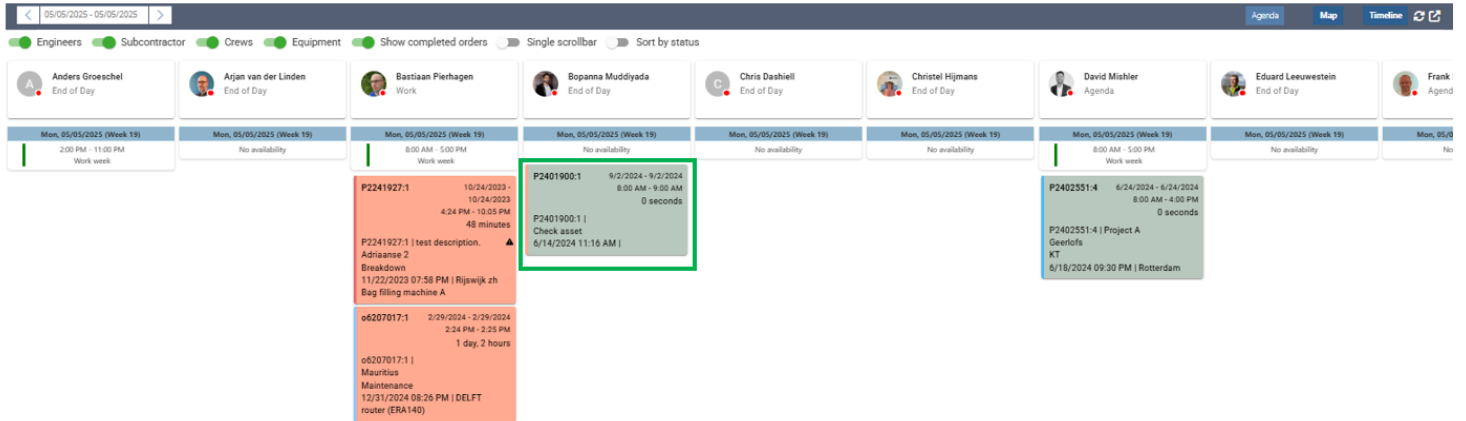 05/05/2025 - 05/05/2025
Agenda
Map
Timeline
Engineers
Subcontractor
Crews
Equipment
Show completed orders
Single scrollbar
Sort by status
A
Anders Groeschel
End of Day
Arjan van der Linden
End of Day
Bastiaan Pierhagen
Work
Bopanna Muddiyada
End of Day
C
Chris Dashiell
End of Day
Christel Hijmans
End of Day
David Mishler
Agenda
Eduard Leeuwestein
End of Day
Frank
Agend
Mon, 05/05/2025 (Week 19)
2:00 PM - 11:00 PM
Work week
Mon, 05/05/2025 (Week 19)
No availability
Mon, 05/05/2025 (Week 19)
8:00 AM - 5:00 PM
Work week
Mon, 05/05/2025 (Week 19)
No availability
Mon, 05/05/2025 (Week 19)
No availability
Mon, 05/05/2025 (Week 19)
No availability
Mon, 05/05/2025 (Week 19)
8:00 AM - 5:00 PM
Work week
Mon, 05/05/2025 (Week 19)
No availability
Mon, 05/0
No
P2241927:1
10/24/2023 -
10/24/2023
4:24 PM - 10:05 PM
48 minutes
P2241927:1 | test description.
Adriaanse 2
Breakdown
11/22/2023 07:58 PM | Rijswijk zh
Bag filling machine A
o6207017:1
2/29/2024 - 2/29/2024
2:24 PM - 2:25 PM
1 day, 2 hours
o6207017:1 |
Mauritius
Maintenance
12/31/2024 08:26 PM | DELFT
router (ERA140)
P2401900:1
9/2/2024 - 9/2/2024
8:00 AM - 9:00 AM
0 seconds
P2401900:1 |
Check asset
6/14/2024 11:16 AM |
P2402551:4
6/24/2024 - 6/24/2024
8:00 AM - 4:00 PM
0 seconds
P2402551:4 | Project A
Geerlofs
KT
6/18/2024 09:30 PM | Rotterdam